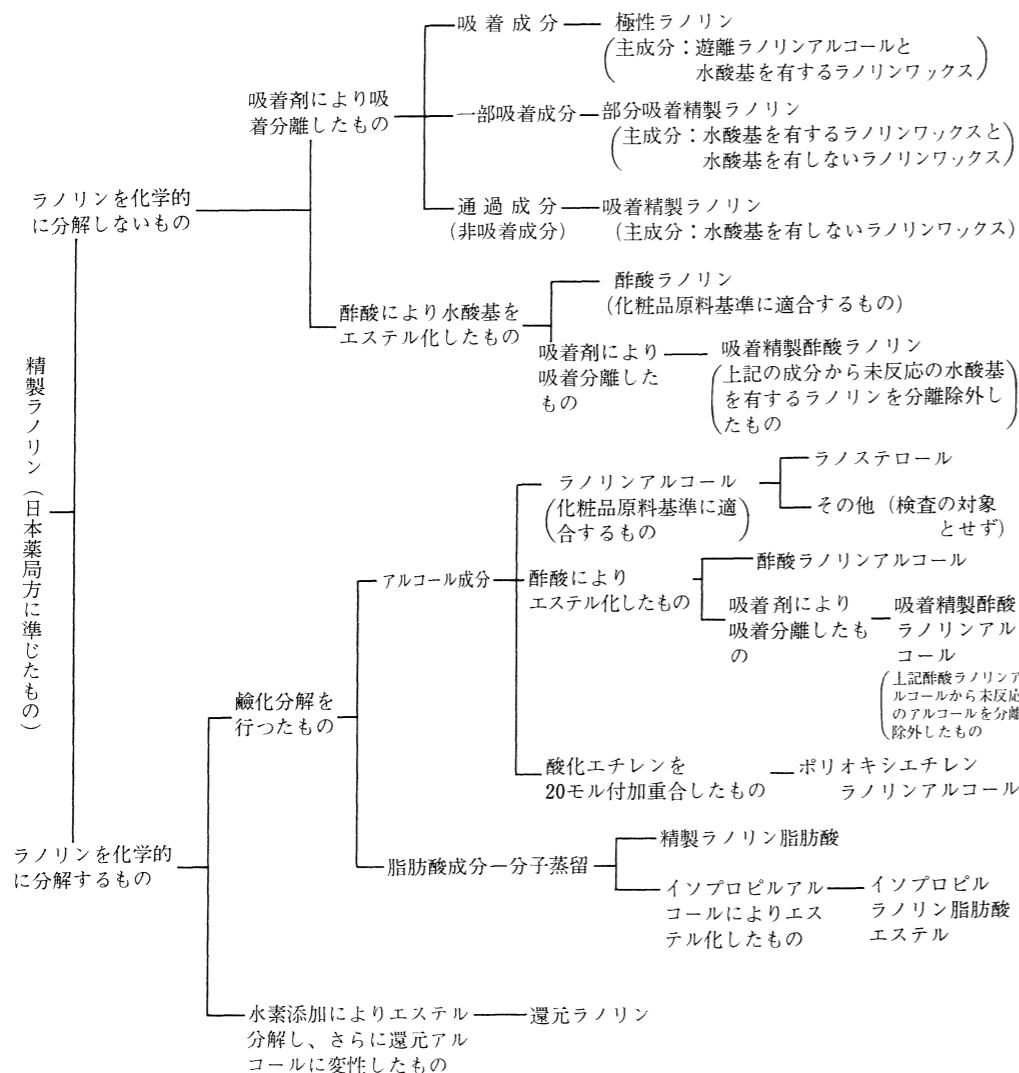 精製ラノリン（日本薬局方に準じたもの）
ラノリンを化学的
に分解しないもの
吸着剤により吸
着分離したもの
吸着成分
極性ラノリン
（主成分：遊離ラノリンアルコールと
水酸基を有するラノリンワックス）
一部吸着成分
部分吸着精製ラノリン
（主成分：水酸基を有するラノリンワックスと
水酸基を有しないラノリンワックス）
通過成分
（非吸着成分）
吸着精製ラノリン
（主成分：水酸基を有しないラノリンワックス）
酢酸により水酸基を
エステル化したもの
酢酸ラノリン
（化粧品原料基準に適合するもの）
吸着剤により
吸着分離した
もの
吸着精製酢酸ラノリン
（上記の成分から未反応の水酸基
を有するラノリンを分離除外し
たもの）
ラノリンを化学的
に分解するもの
鹼化分解を
行つたもの
アルコール成分
ラノリンアルコール
（化粧品原料基準に適
合するもの）
ラノステロール
その他（検査の対象
とせず）
酢酸により
エステル化したもの
酢酸ラノリンアルコール
吸着剤により
吸着分離したも
の
吸着精製酢酸
ラノリンアル
コール
（上記酢酸ラノリンア
ルコールから未反応
のアルコールを分離
除外したもの）
酸化エチレンを
20モル付加重合したもの
ポリオキシエチレン
ラノリンアルコール
脂肪酸成分
分子蒸留
精製ラノリン脂肪酸
イソプロピルアル
コールによりエス
テル化したもの
イソプロピル
ラノリン脂肪酸
エステル
水素添加によりエステル
分解し、さらに還元アル
コールに変性したもの
還元ラノリン